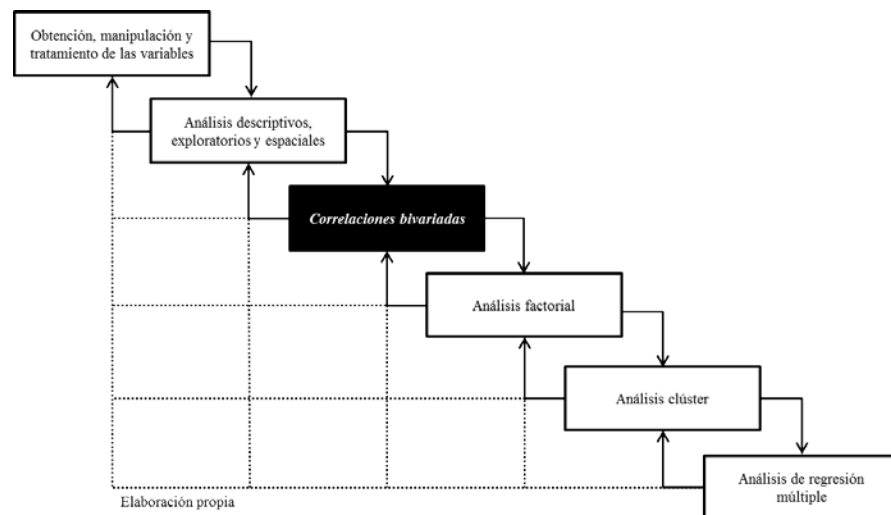 Obtención, manipulación y
tratamiento de las variables
Análisis descriptivos,
exploratorios y espaciales
Correlaciones bivariadas
Análisis factorial
Análisis clúster
Análisis de regresión
múltiple
Elaboración propia